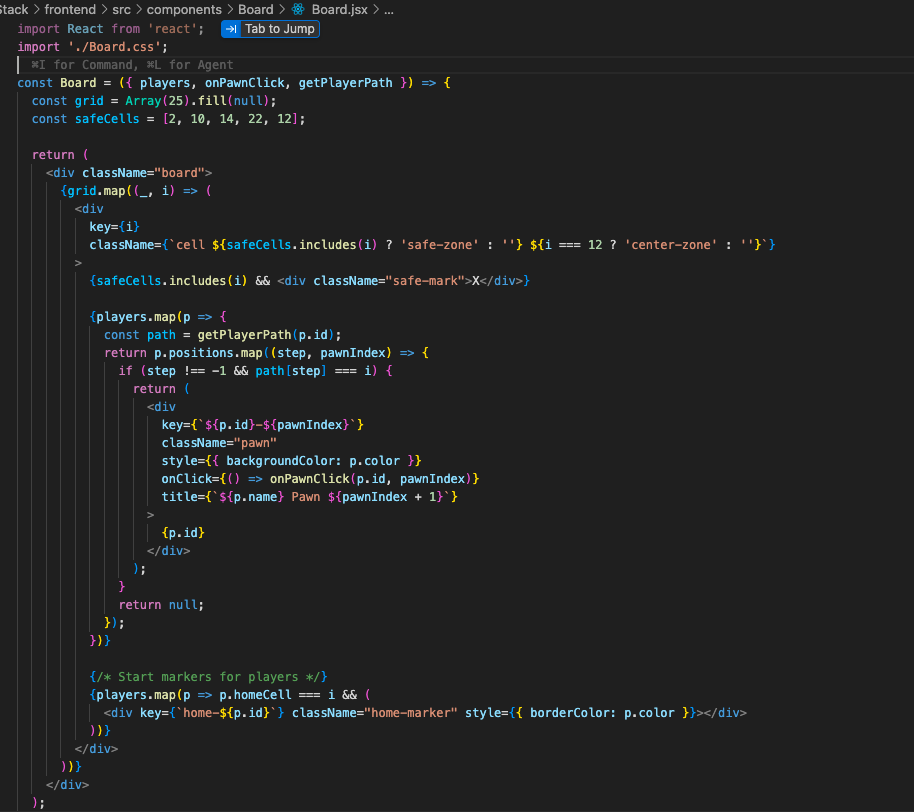 Stack > frontend > src > components > Board > Board.jsx > ...
import React from 'react'; Tab to Jump
import './Board.css';
⌘I for Command, ⌘L for Agent
const Board = ({ players, onPawnClick, getPlayerPath }) => {
  const grid = Array(25).fill(null);
  const safeCells = [2, 10, 14, 22, 12];

  return (
    <div className="board">
      {grid.map((_, i) => (
        <div
          key={i}
          className={`cell ${safeCells.includes(i) ? 'safe-zone' : ''} ${i === 12 ? 'center-zone' : ''}`}
        >
          {safeCells.includes(i) && <div className="safe-mark">X</div>}

          {players.map(p => {
            const path = getPlayerPath(p.id);
            return p.positions.map((step, pawnIndex) => {
              if (step !== -1 && path[step] === i) {
                return (
                  <div
                    key={`${p.id}-${pawnIndex}`}
                    className="pawn"
                    style={{ backgroundColor: p.color }}
                    onClick={() => onPawnClick(p.id, pawnIndex)}
                    title={`${p.name} Pawn ${pawnIndex + 1}`}
                  >
                    {p.id}
                  </div>
                );
              }
              return null;
            });
          })}

          {/* Start markers for players */}
          {players.map(p => p.homeCell === i && (
            <div key={`home-${p.id}`} className="home-marker" style={{ borderColor: p.color }}></div>
          ))}
        </div>
      ))}
    </div>
  );